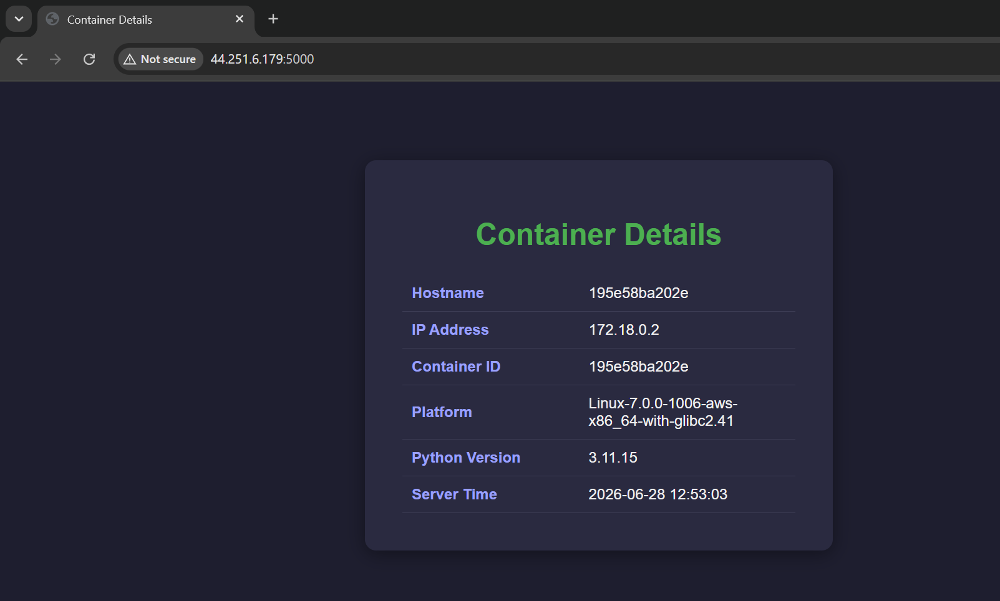 Container Details
Not secure
44.251.6.179:5000
Container Details
Hostname 195e58ba202e
IP Address 172.18.0.2
Container ID 195e58ba202e
Platform Linux-7.0.0-1006-aws-
x86_64-with-glibc2.41
Python Version 3.11.15
Server Time 2026-06-28 12:53:03